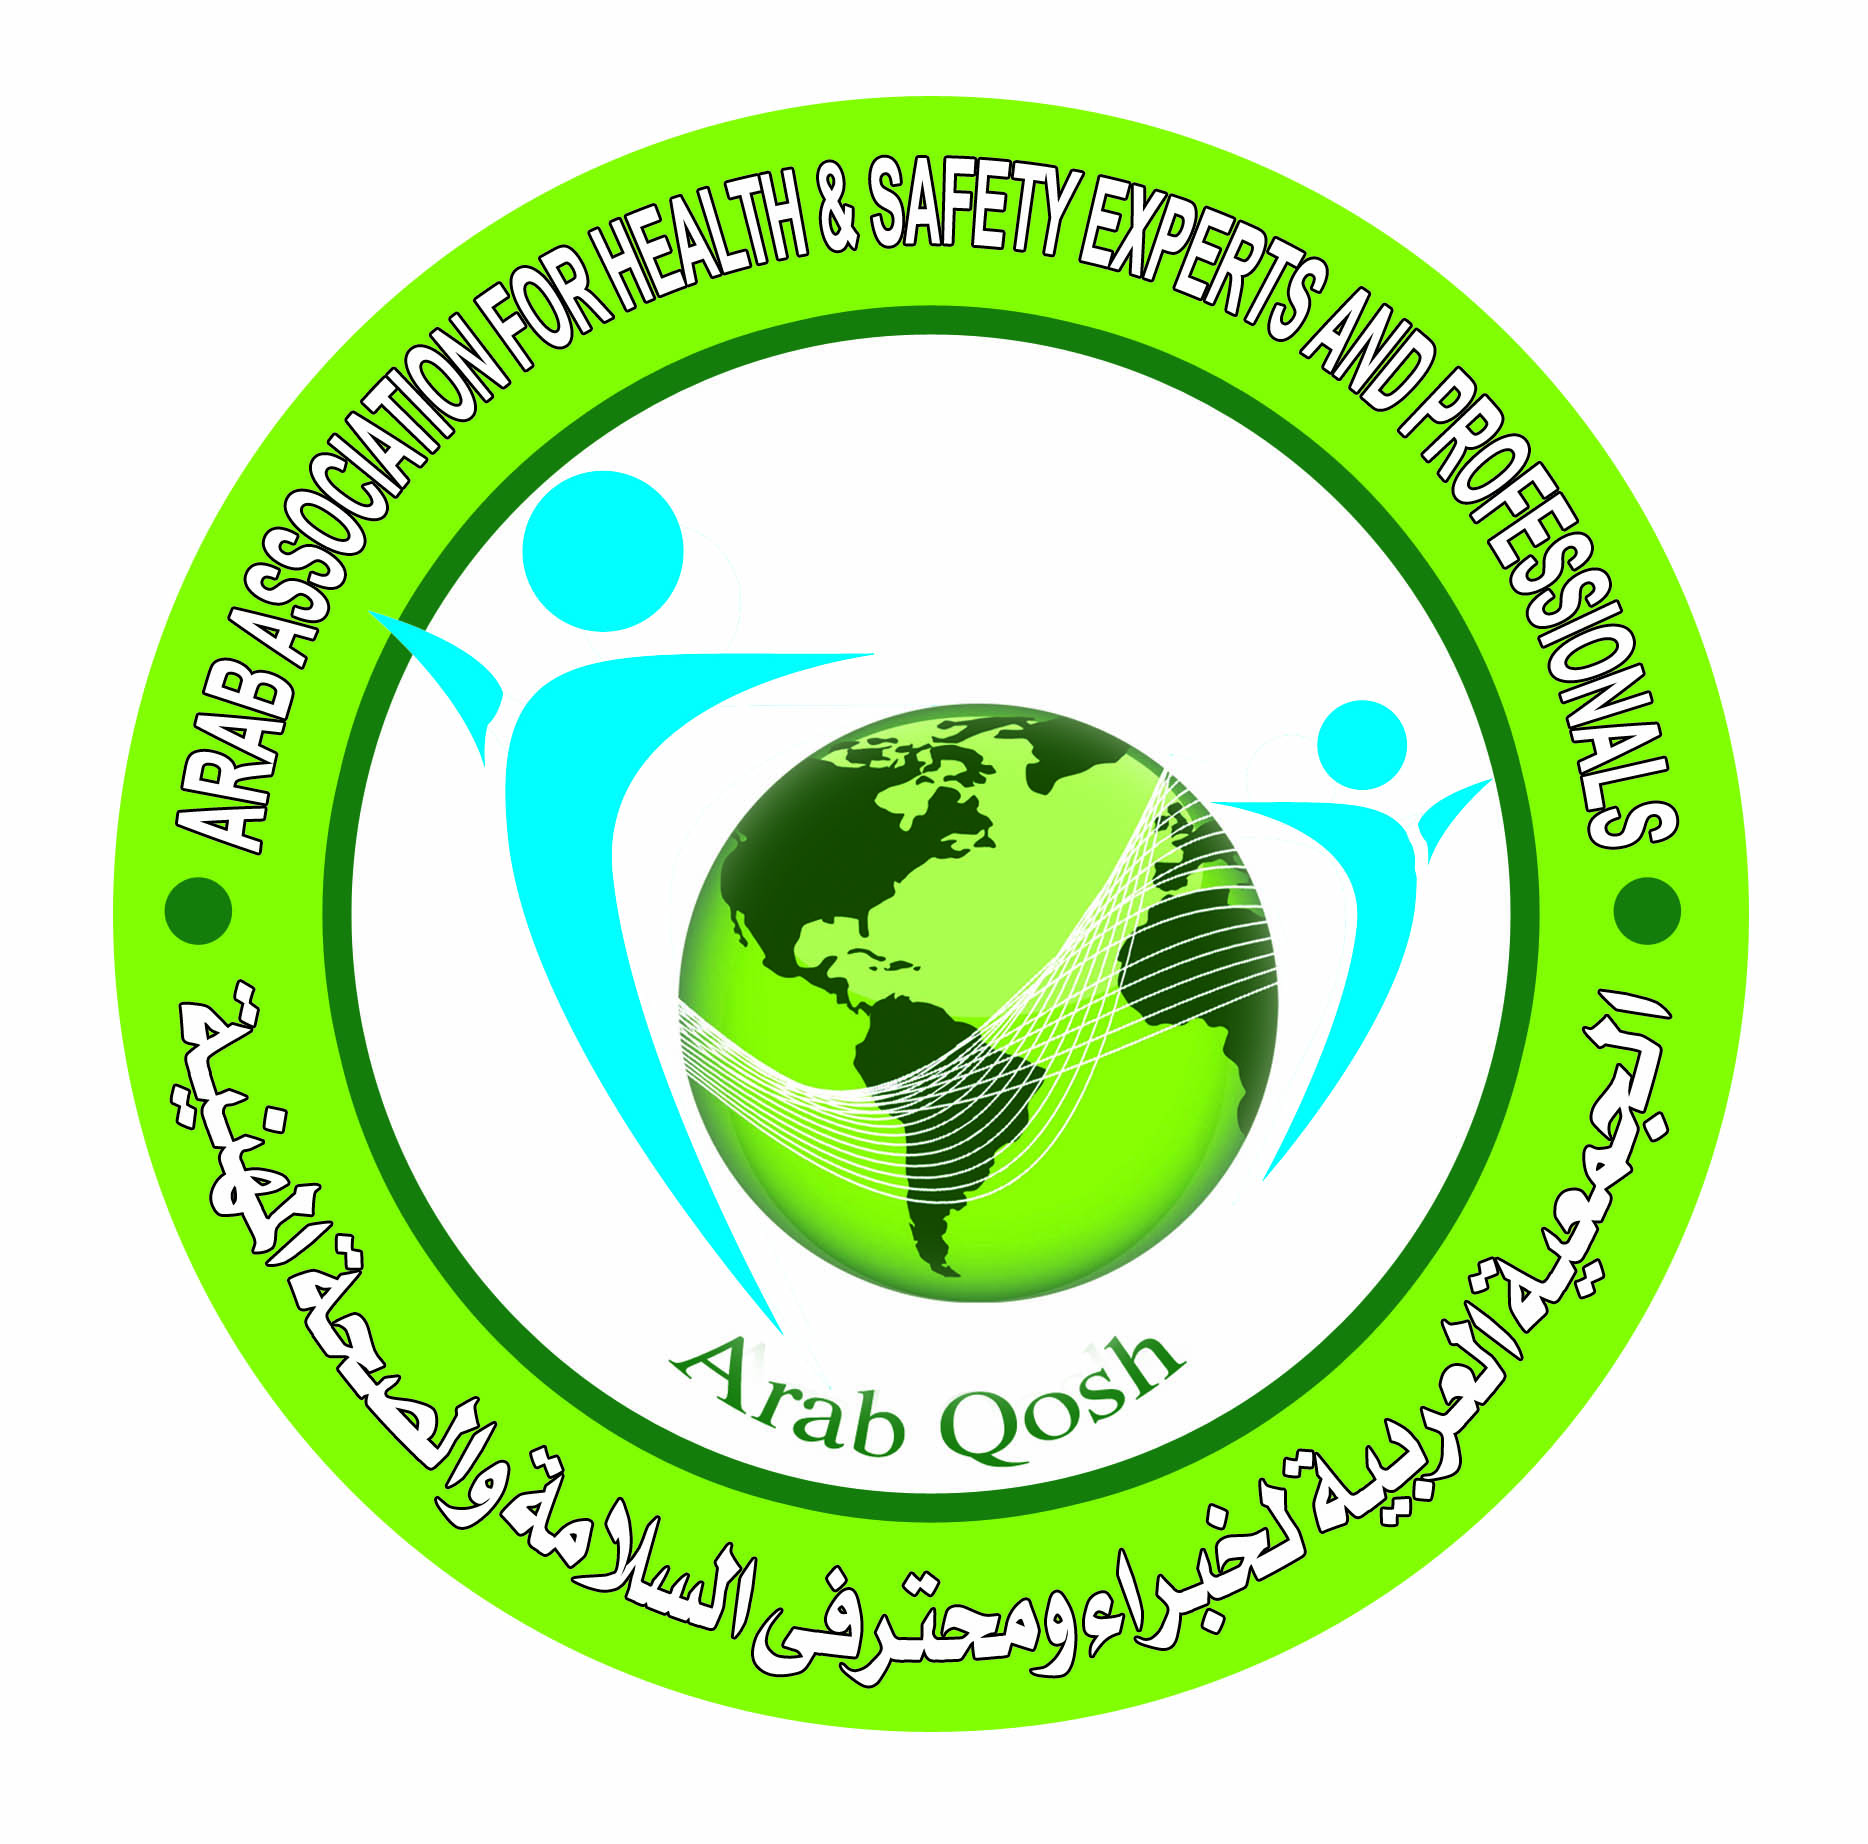 ARAB ASSOCIATION FOR HEALTH & SAFETY EXPERTS AND PROFESSIONALS
Arab Qosh
الجمعية العربية لخبراء ومحترفى السلامة والصحة المهنية